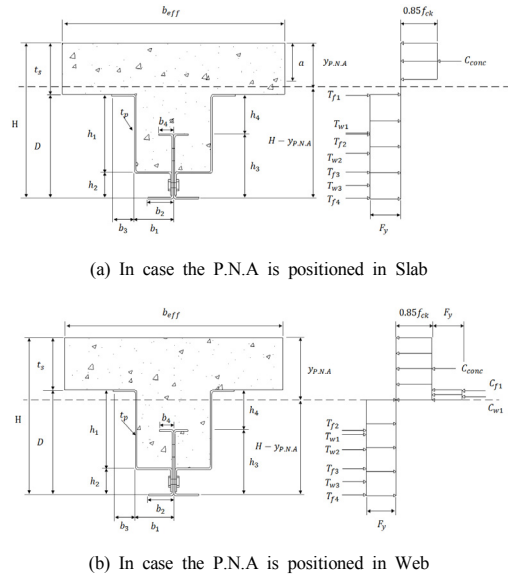 b_eff
0.85f_ck
t_s
a
y_P.N.A
C_conc
H
D
h_1
t_p
b_4
h_4
H − y_P.N.A
h_3
h_2
b_2
b_3
b_1
T_f1
T_w1
T_f2
T_w2
T_f3
T_w3
T_f4
F_y
(a) In case the P.N.A is positioned in Slab
b_eff
0.85f_ck
F_y
t_s
y_P.N.A
C_conc
C_f1
C_w1
H
D
h_1
t_p
b_4
h_4
H − y_P.N.A
h_3
h_2
b_2
b_3
b_1
T_f2
T_w1
T_w2
T_f3
T_w3
T_f4
F_y
(b) In case the P.N.A is positioned in Web